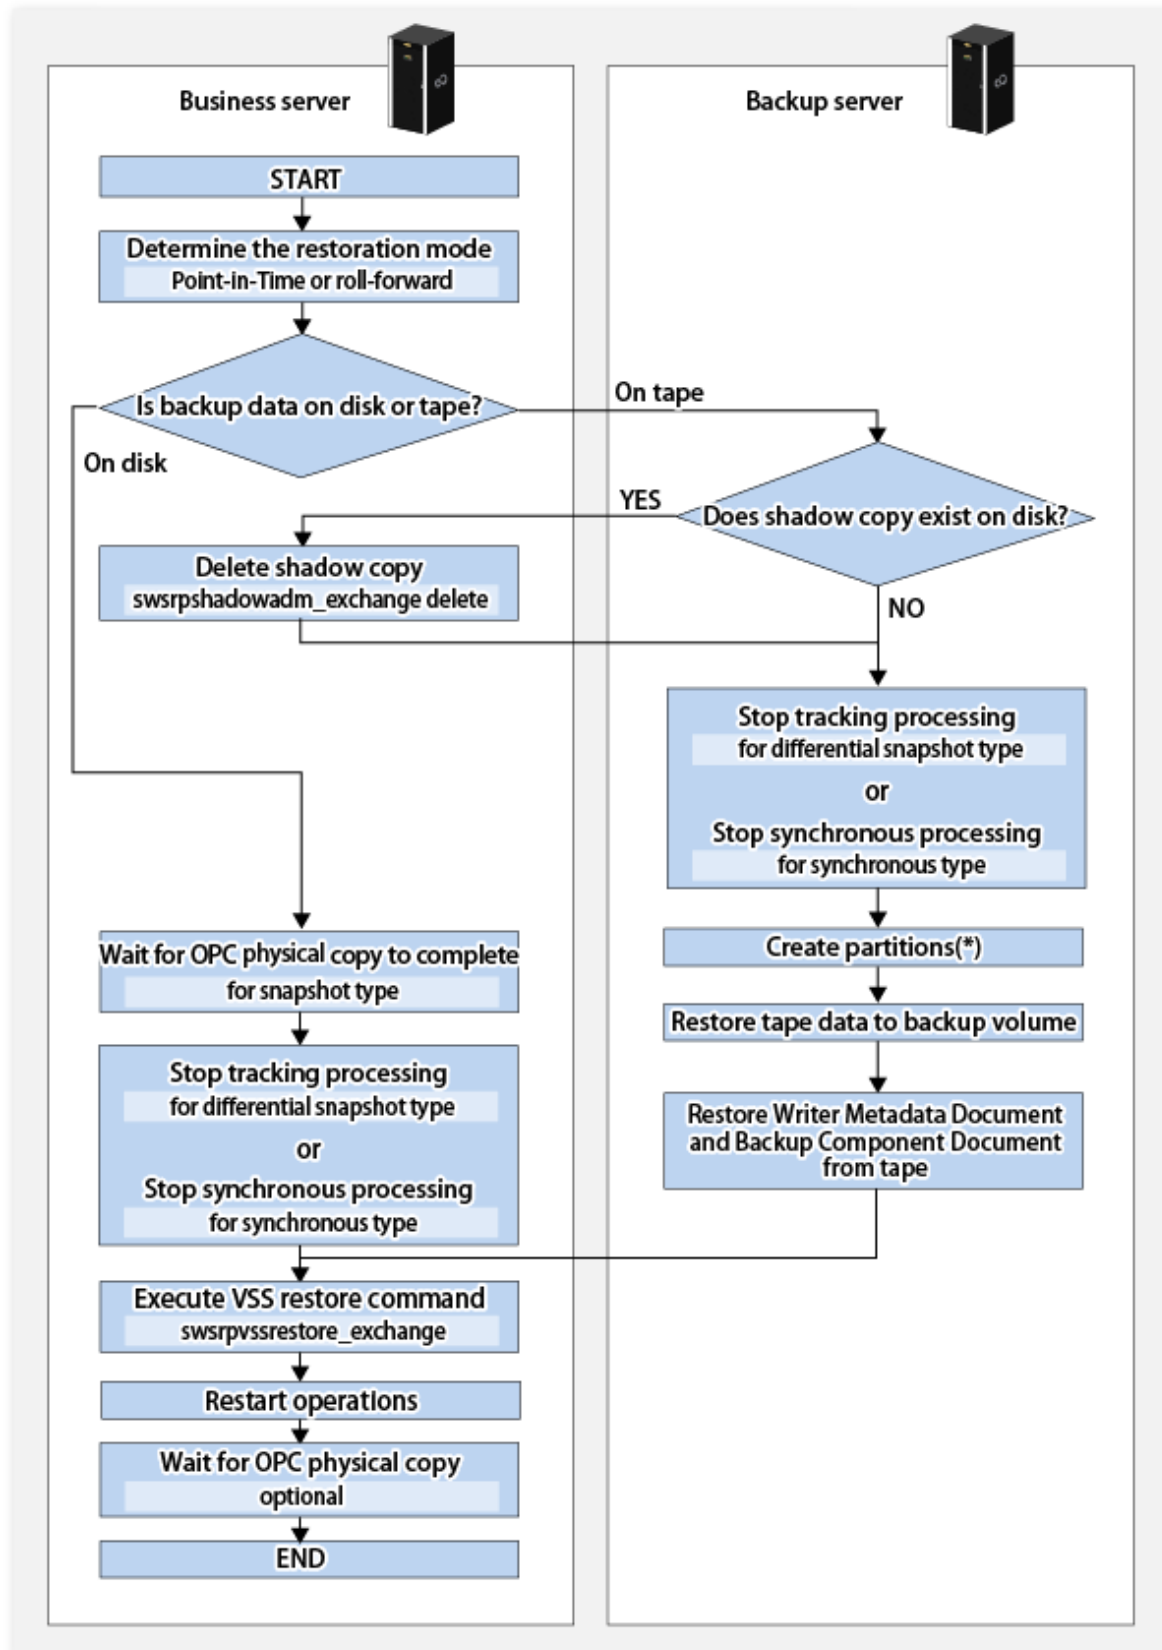 Business server
Backup server
START
Determine the restoration mode
Point-in-Time or roll-forward
Is backup data on disk or tape?
On tape
On disk
YES
Does shadow copy exist on disk?
Delete shadow copy
swsrpshadowadm_exchange delete
NO
Stop tracking processing
for differential snapshot type
or
Stop synchronous processing
for synchronous type
Create partitions(*)
Restore tape data to backup volume
Restore Writer Metadata Document
and Backup Component Document
from tape
Wait for OPC physical copy to complete
for snapshot type
Stop tracking processing
for differential snapshot type
or
Stop synchronous processing
for synchronous type
Execute VSS restore command
swsrpvssrestore_exchange
Restart operations
Wait for OPC physical copy
optional
END